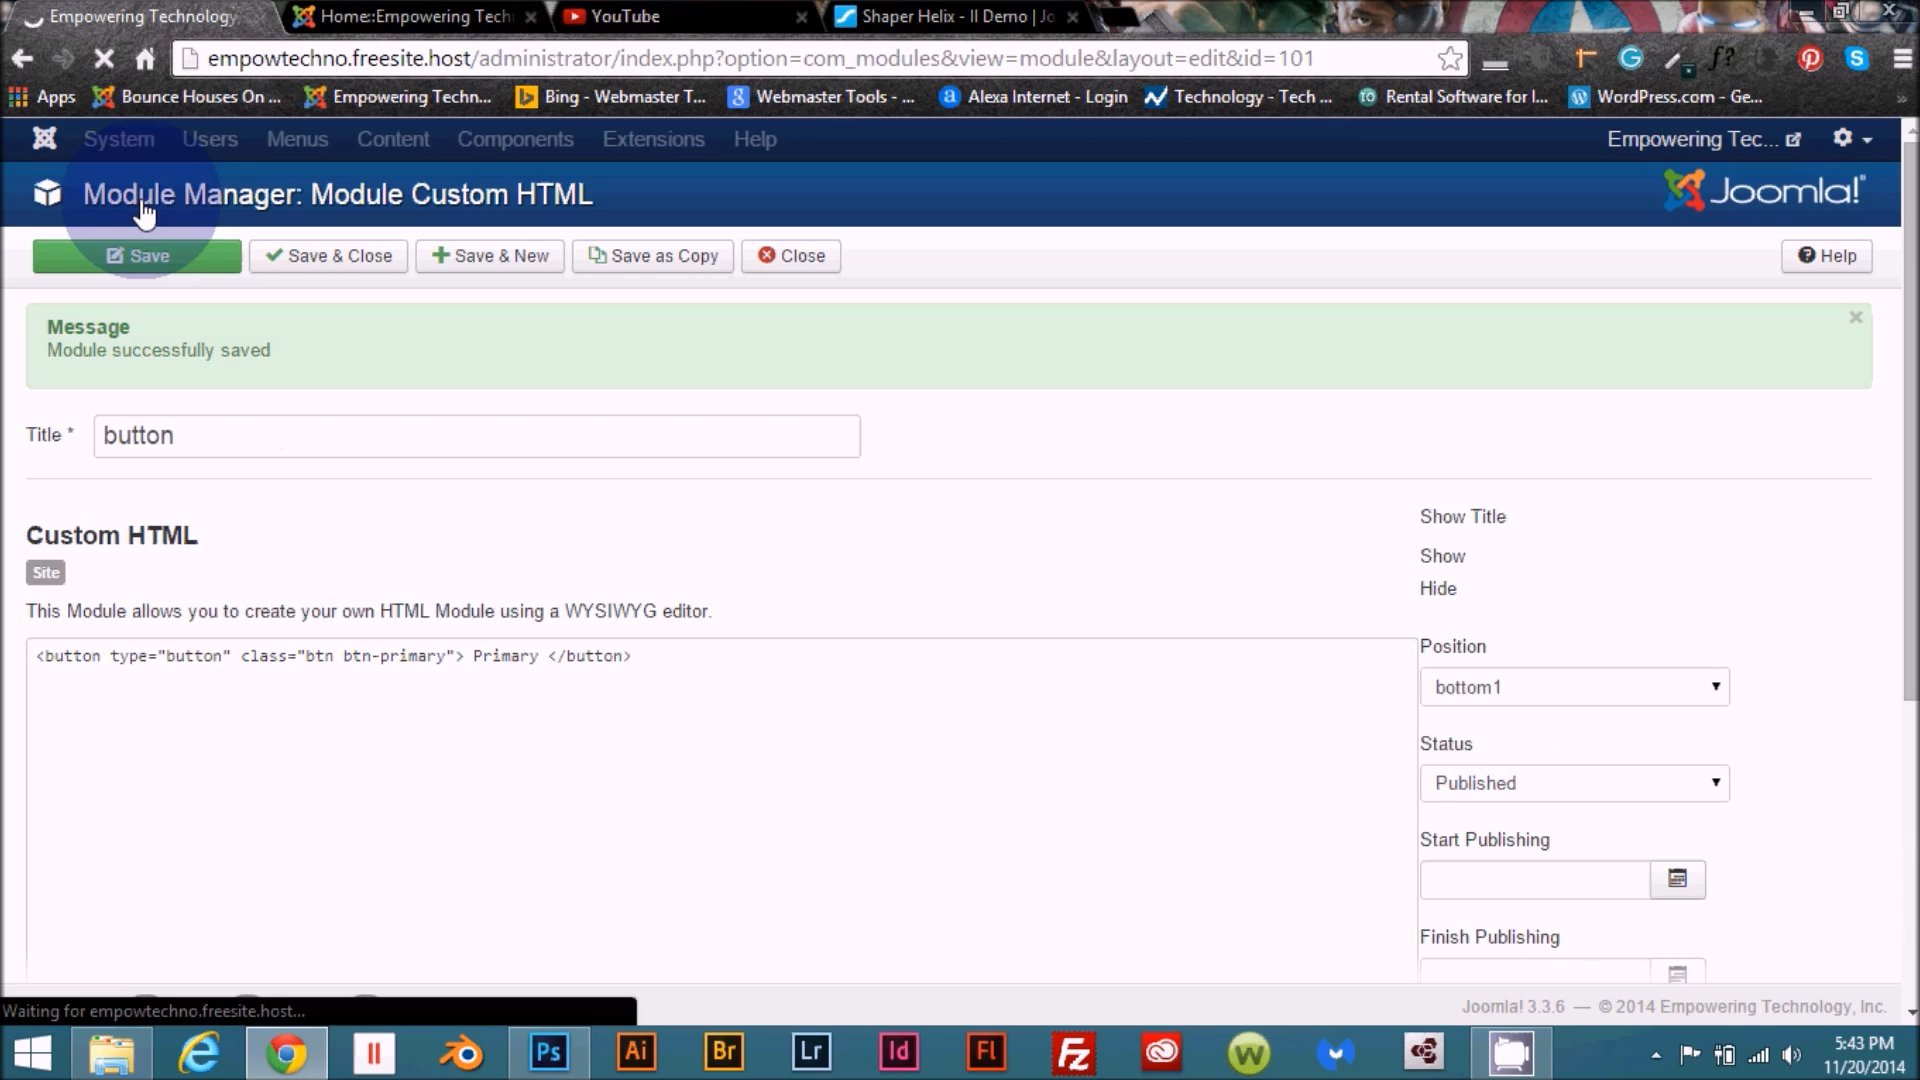 Empowering Technology
Home::Empowering Tech
YouTube
Shaper Helix - II Demo | Jo
empowtechno.freesite.host/administrator/index.php?option=com_modules&view=module&layout=edit&id=101
Apps
Bounce Houses On ...
Empowering Techn...
Bing - Webmaster T...
Webmaster Tools - ...
Alexa Internet - Login
Technology - Tech ...
Rental Software for I...
WordPress.com - Ge...
System Users Menus Content Components Extensions Help
Empowering Tec...
Module Manager: Module Custom HTML
Joomla!
Save
Save & Close
Save & New
Save as Copy
Close
Help
Message
Module successfully saved
Title *
button
Custom HTML
Site
This Module allows you to create your own HTML Module using a WYSIWYG editor.
<button type="button" class="btn btn-primary"> Primary </button>
Show Title
Show
Hide
Position
bottom1
Status
Published
Start Publishing
Finish Publishing
Waiting for empowtechno.freesite.host...
Joomla! 3.3.6 — © 2014 Empowering Technology, Inc.
Ps
Ai
Br
Lr
Id
Fl
Fz
W
5:43 PM
11/20/2014